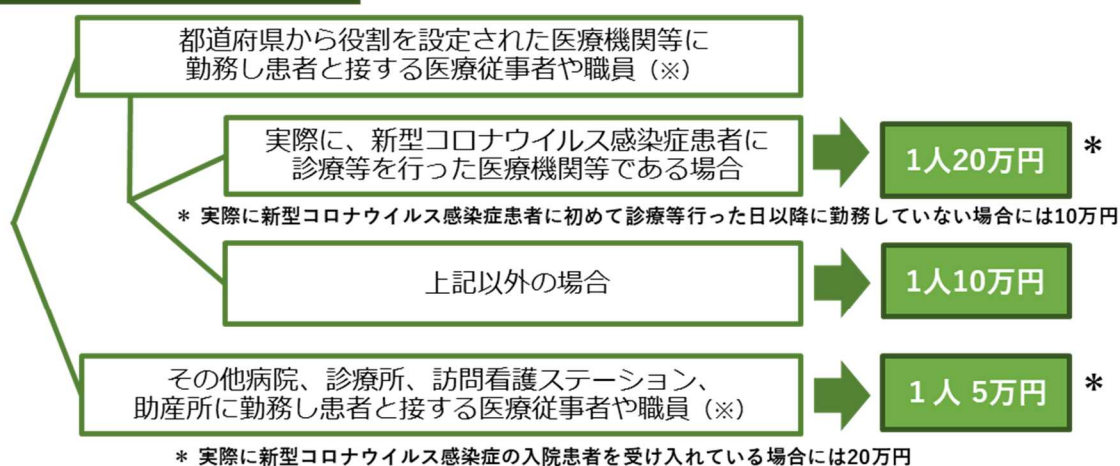 都道府県から役割を設定された医療機関等に
勤務し患者と接する医療従事者や職員（※）
実際に、新型コロナウイルス感染症患者に
診療等を行った医療機関等である場合
1人20万円 *
* 実際に新型コロナウイルス感染症患者に初めて診療等行った日以降に勤務していない場合には10万円
上記以外の場合
1人10万円
その他病院、診療所、訪問看護ステーション、
助産所に勤務し患者と接する医療従事者や職員（※）
1人 5万円 *
* 実際に新型コロナウイルス感染症の入院患者を受け入れている場合には20万円